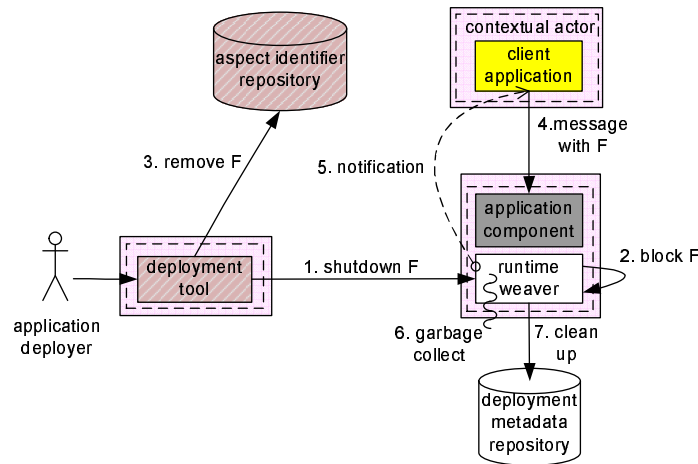 contextual actor
client
application
aspect identifier
repository
4.message
with F
3. remove F
5. notification
application
component
deployment
tool
1. shutdown F
runtime
weaver
2. block F
application
deployer
6. garbage
collect
7. clean
up
deployment
metadata
repository